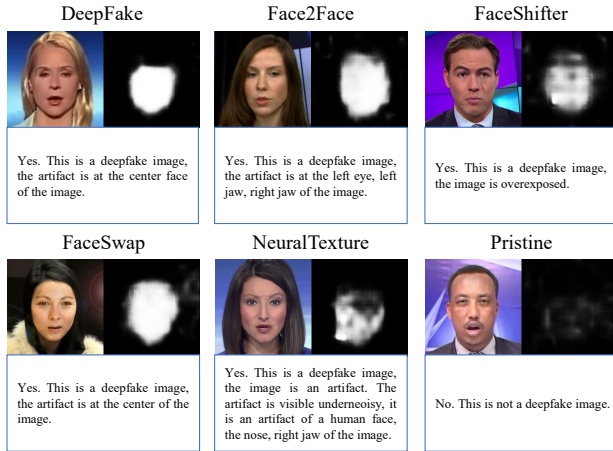 DeepFake
Face2Face
FaceShifter
Yes. This is a deepfake image,
the artifact is at the center face
of the image.
Yes. This is a deepfake image,
the artifact is at the left eye, left
jaw, right jaw of the image.
Yes. This is a deepfake image,
the image is overexposed.
FaceSwap
NeuralTexture
Pristine
Yes. This is a deepfake image,
the artifact is at the center of the
image.
Yes. This is a deepfake image,
the image is an artifact. The
artifact is visible underneoisy, it
is an artifact of a human face,
the nose, right jaw of the image.
No. This is not a deepfake image.